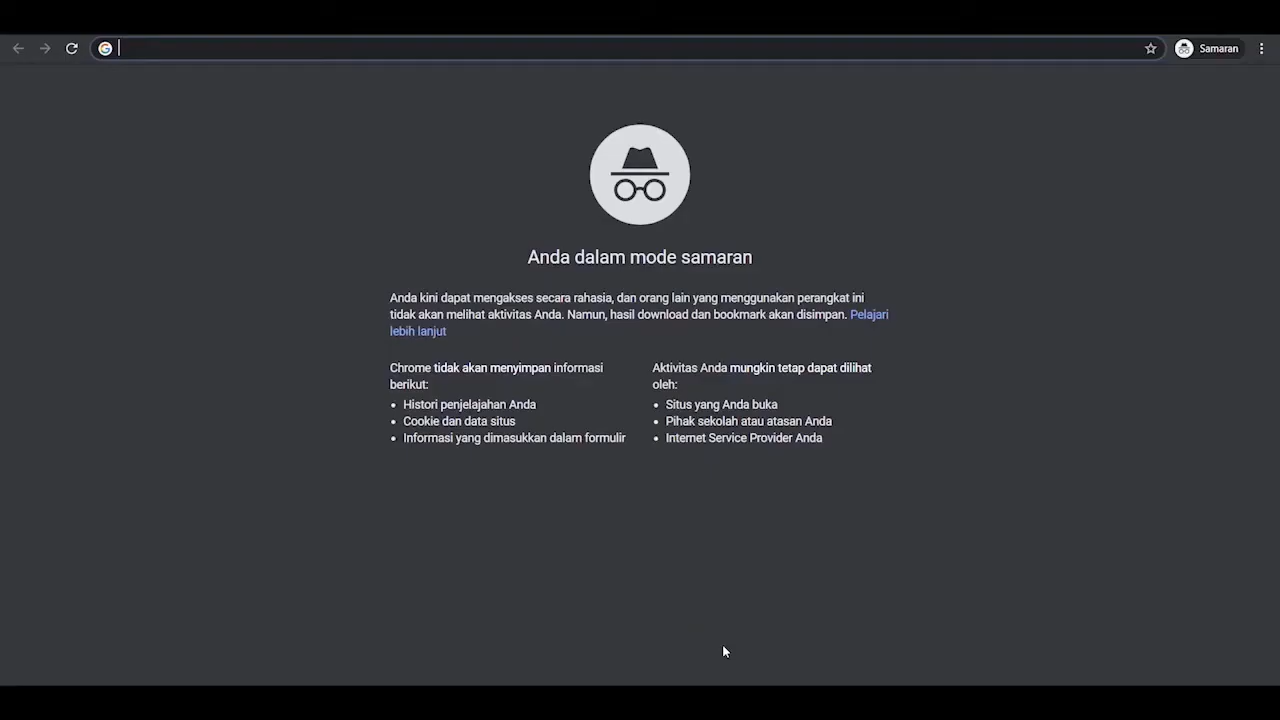 Samaran
Anda dalam mode samaran
Anda kini dapat mengakses secara rahasia, dan orang lain yang menggunakan perangkat ini
tidak akan melihat aktivitas Anda. Namun, hasil download dan bookmark akan disimpan. Pelajari
lebih lanjut
Chrome tidak akan menyimpan informasi
berikut:
• Histori penjelajahan Anda
• Cookie dan data situs
• Informasi yang dimasukkan dalam formulir
Aktivitas Anda mungkin tetap dapat dilihat
oleh:
• Situs yang Anda buka
• Pihak sekolah atau atasan Anda
• Internet Service Provider Anda